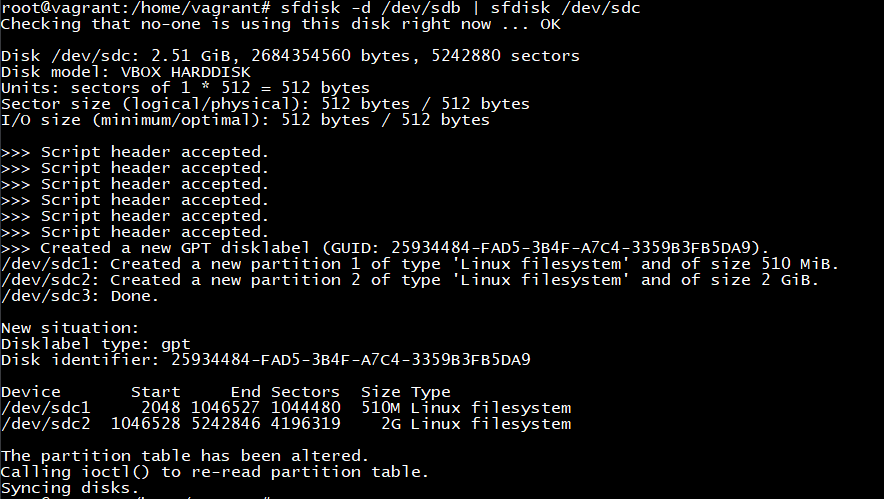 root@vagrant:/home/vagrant# sfdisk -d /dev/sdb | sfdisk /dev/sdc
Checking that no-one is using this disk right now ... OK

Disk /dev/sdc: 2.51 GiB, 2684354560 bytes, 5242880 sectors
Disk model: VBOX HARDDISK
Units: sectors of 1 * 512 = 512 bytes
Sector size (logical/physical): 512 bytes / 512 bytes
I/O size (minimum/optimal): 512 bytes / 512 bytes

>>> Script header accepted.
>>> Script header accepted.
>>> Script header accepted.
>>> Script header accepted.
>>> Script header accepted.
>>> Script header accepted.
>>> Created a new GPT disklabel (GUID: 25934484-FAD5-3B4F-A7C4-3359B3FB5DA9).
/dev/sdc1: Created a new partition 1 of type 'Linux filesystem' and of size 510 MiB.
/dev/sdc2: Created a new partition 2 of type 'Linux filesystem' and of size 2 GiB.
/dev/sdc3: Done.

New situation:
Disklabel type: gpt
Disk identifier: 25934484-FAD5-3B4F-A7C4-3359B3FB5DA9

Device       Start     End Sectors  Size Type
/dev/sdc1     2048 1046527 1044480  510M Linux filesystem
/dev/sdc2  1046528 5242846 4196319    2G Linux filesystem

The partition table has been altered.
Calling ioctl() to re-read partition table.
Syncing disks.